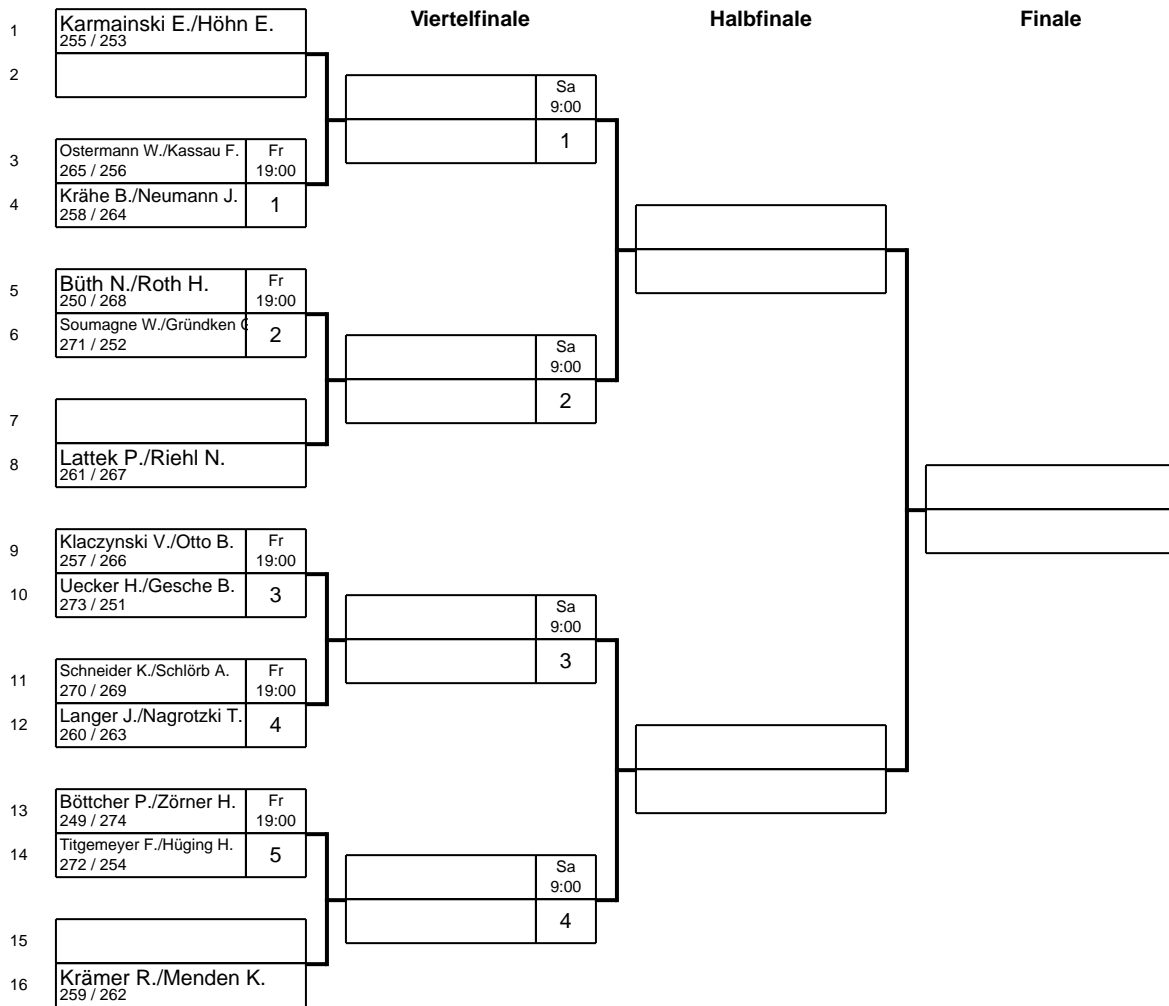 Viertelfinale Halbfinale Finale
1 Karmainski E./Höhn E.
255 / 253
2
Sa
9:00
1
3 Ostermann W./Kassau F. Fr
265 / 256 19:00
4 Krähe B./Neumann J. 1
258 / 264
5 Büth N./Roth H. Fr
250 / 268 19:00
6 Soumagne W./Gründken 2
271 / 252
Sa
9:00
2
7
8 Lattek P./Riehl N.
261 / 267
9 Klaczynski V./Otto B. Fr
257 / 266 19:00
10 Uecker H./Gesche B. 3
273 / 251
Sa
9:00
3
11 Schneider K./Schlörb A. Fr
270 / 269 19:00
12 Langer J./Nagrotzki T. 4
260 / 263
13 Böttcher P./Zörner H. Fr
249 / 274 19:00
14 Titgemeyer F./Hüging H. 5
272 / 254
Sa
9:00
4
15
16 Krämer R./Menden K.
259 / 262